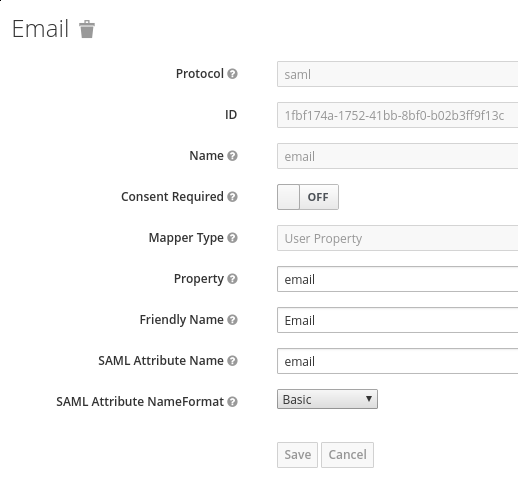 Email
Protocol ? saml
ID 1fbf174a-1752-41bb-8bf0-b02b3ff9f13c
Name ? email
Consent Required ? OFF
Mapper Type ? User Property
Property ? email
Friendly Name ? Email
SAML Attribute Name ? email
SAML Attribute NameFormat ? Basic
Save Cancel